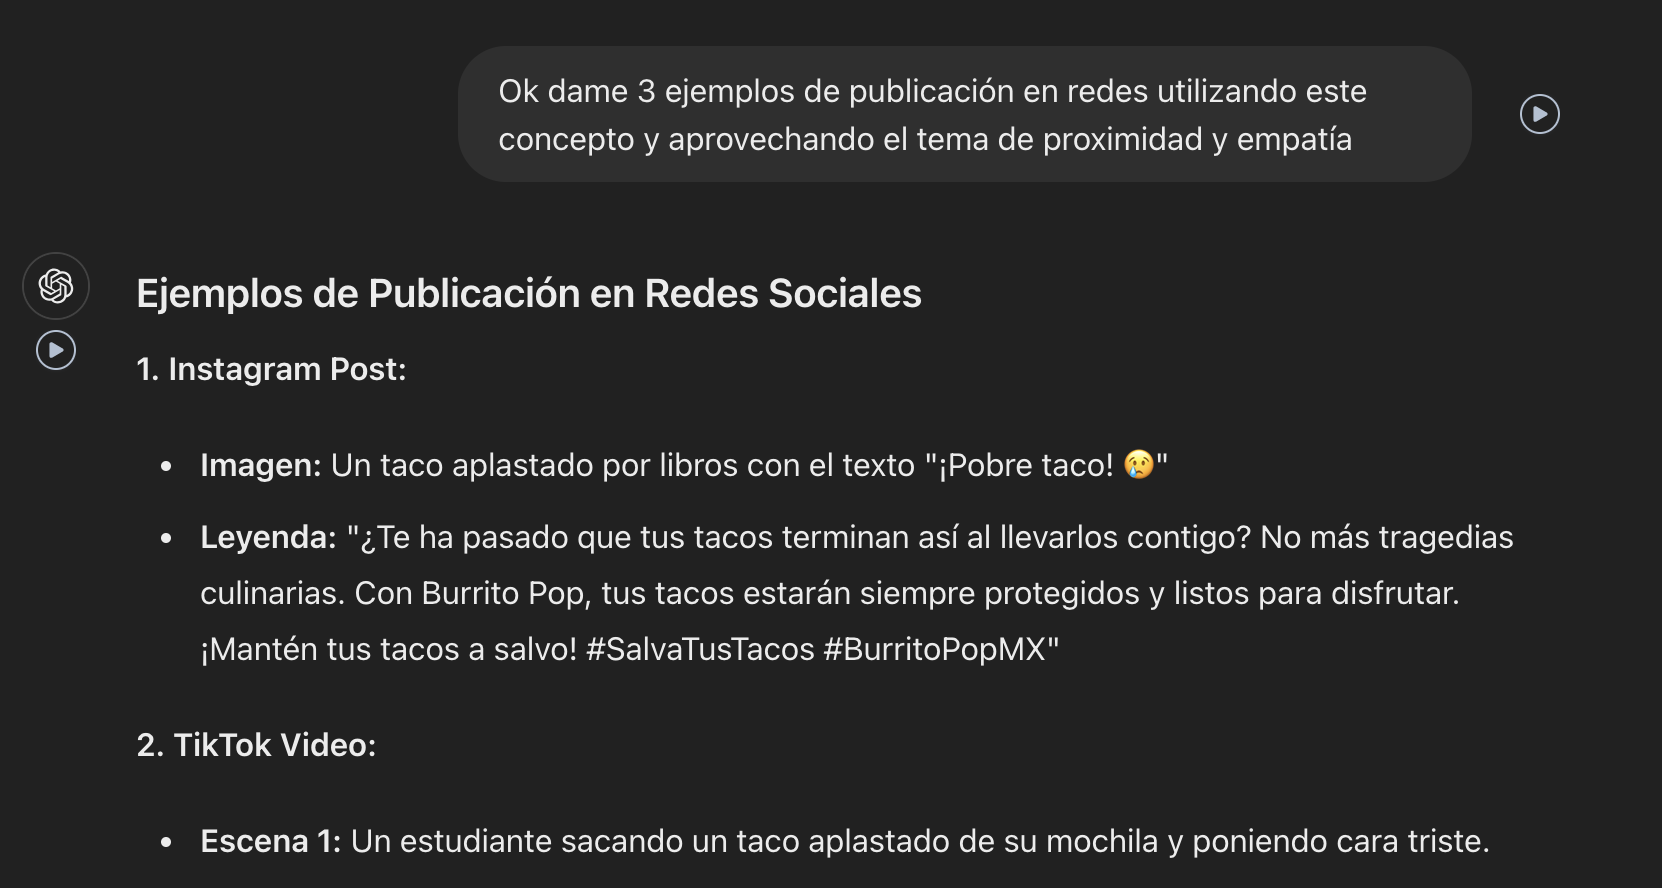 Ok dame 3 ejemplos de publicación en redes utilizando este
concepto y aprovechando el tema de proximidad y empatía
Ejemplos de Publicación en Redes Sociales
1. Instagram Post:
• Imagen: Un taco aplastado por libros con el texto "¡Pobre taco! 😢"
• Leyenda: "¿Te ha pasado que tus tacos terminan así al llevarlos contigo? No más tragedias
culinarias. Con Burrito Pop, tus tacos estarán siempre protegidos y listos para disfrutar.
¡Mantén tus tacos a salvo! #SalvaTusTacos #BurritoPopMX"
2. TikTok Video:
• Escena 1: Un estudiante sacando un taco aplastado de su mochila y poniendo cara triste.